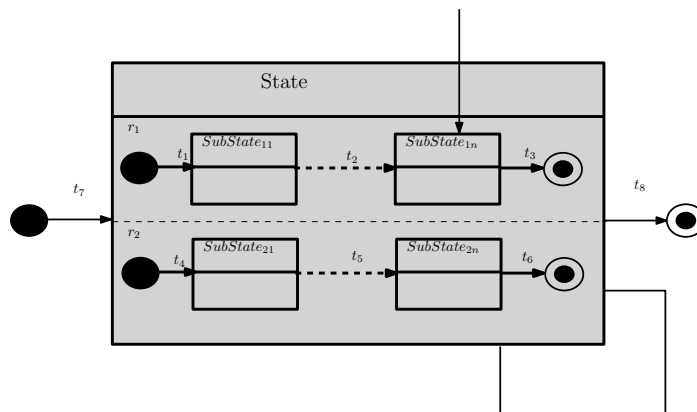 State
r1
SubState11
SubState1n
t1
t2
t3
t7
t8
r2
SubState21
SubState2n
t4
t5
t6